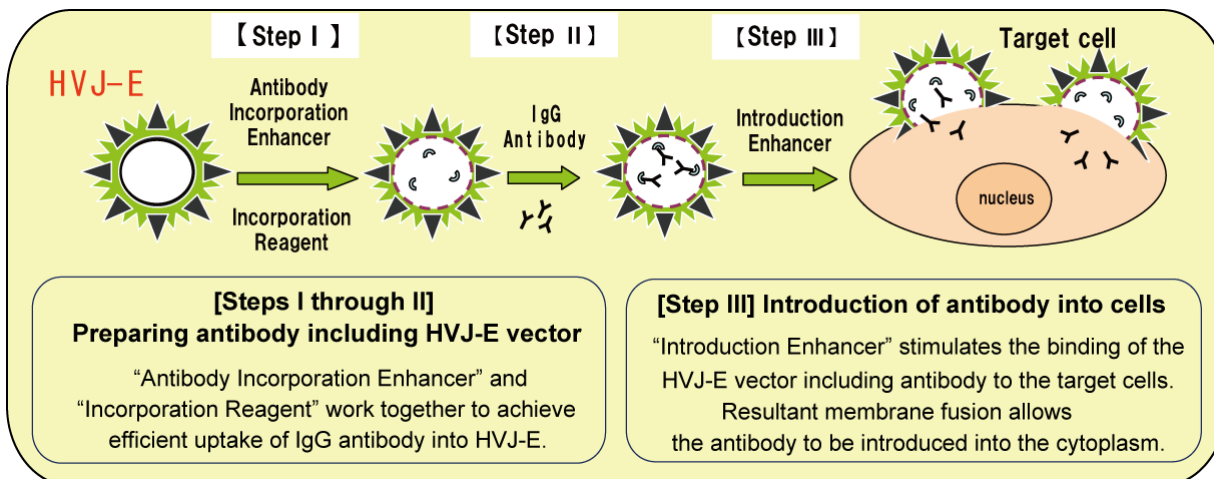 【Step Ⅰ】
【Step Ⅱ】
【Step Ⅲ】
Target cell
HVJ-E
Antibody
Incorporation
Enhancer
Incorporation
Reagent
IgG
Antibody
Introduction
Enhancer
nucleus
[Steps I through II]
Preparing antibody including HVJ-E vector
“Antibody Incorporation Enhancer” and
“Incorporation Reagent” work together to achieve
efficient uptake of IgG antibody into HVJ-E.
[Step III] Introduction of antibody into cells
“Introduction Enhancer” stimulates the binding of the
HVJ-E vector including antibody to the target cells.
Resultant membrane fusion allows
the antibody to be introduced into the cytoplasm.